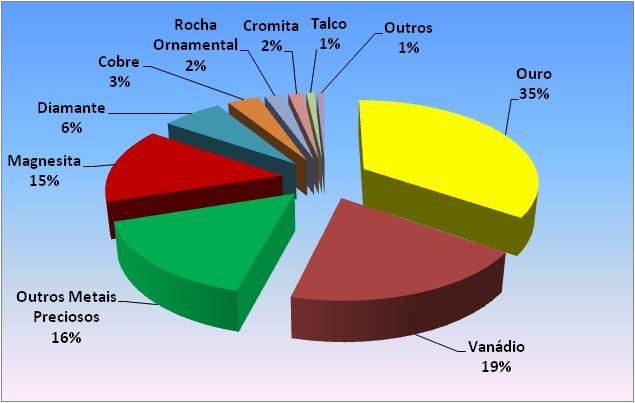 Rocha
Ornamental
2%
Cromita
2%
Talco
1%
Outros
1%
Cobre
3%
Ouro
35%
Diamante
6%
Magnesita
15%
Outros Metais
Preciosos
16%
Vanádio
19%